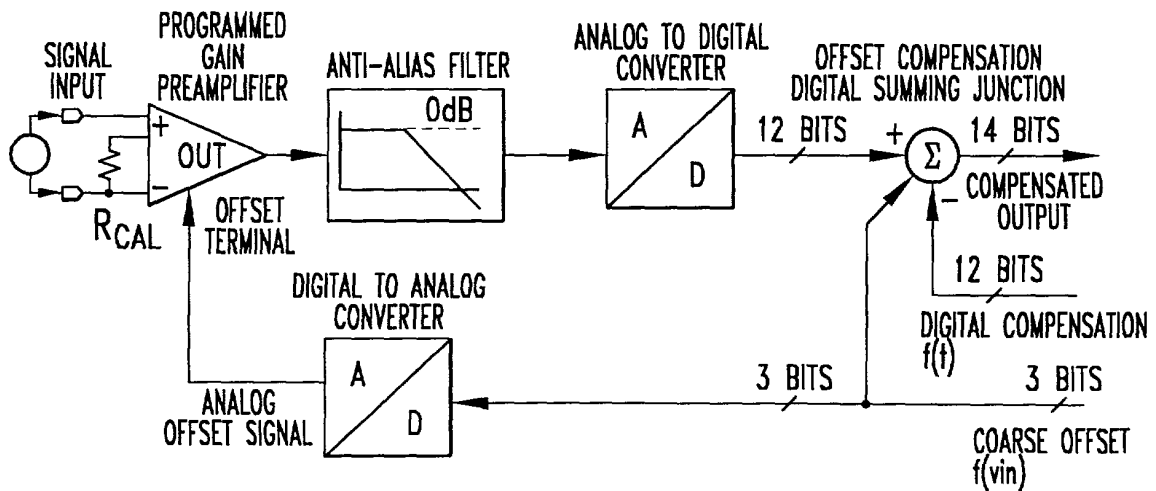 SIGNAL
INPUT
PROGRAMMED
GAIN
PREAMPLIFIER
+
OUT
-
RCAL
OFFSET
TERMINAL
ANTI-ALIAS FILTER
0dB
ANALOG TO DIGITAL
CONVERTER
A
D
12 BITS
OFFSET COMPENSATION
DIGITAL SUMMING JUNCTION
+
Σ
-
14 BITS
COMPENSATED
OUTPUT
12 BITS
DIGITAL COMPENSATION
f(t)
DIGITAL TO ANALOG
CONVERTER
A
D
ANALOG
OFFSET SIGNAL
3 BITS
3 BITS
COARSE OFFSET
f(vin)